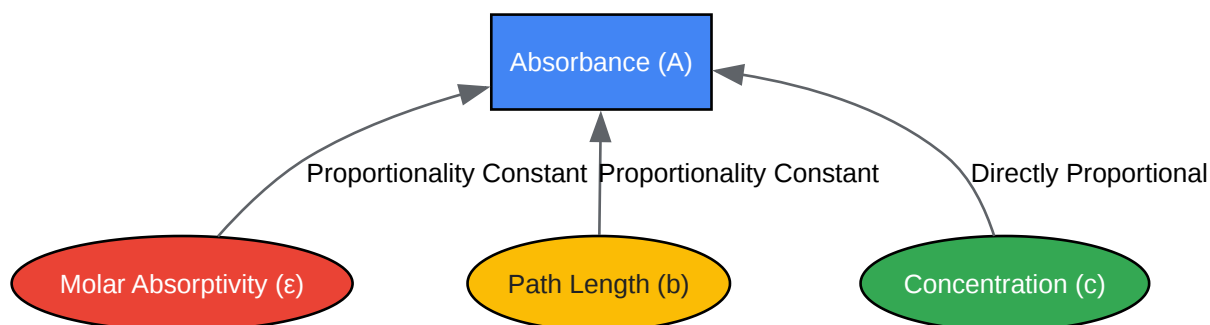 Absorbance (A)
Proportionality Constant
Proportionality Constant
Directly Proportional
Molar Absorptivity (ε)
Path Length (b)
Concentration (c)